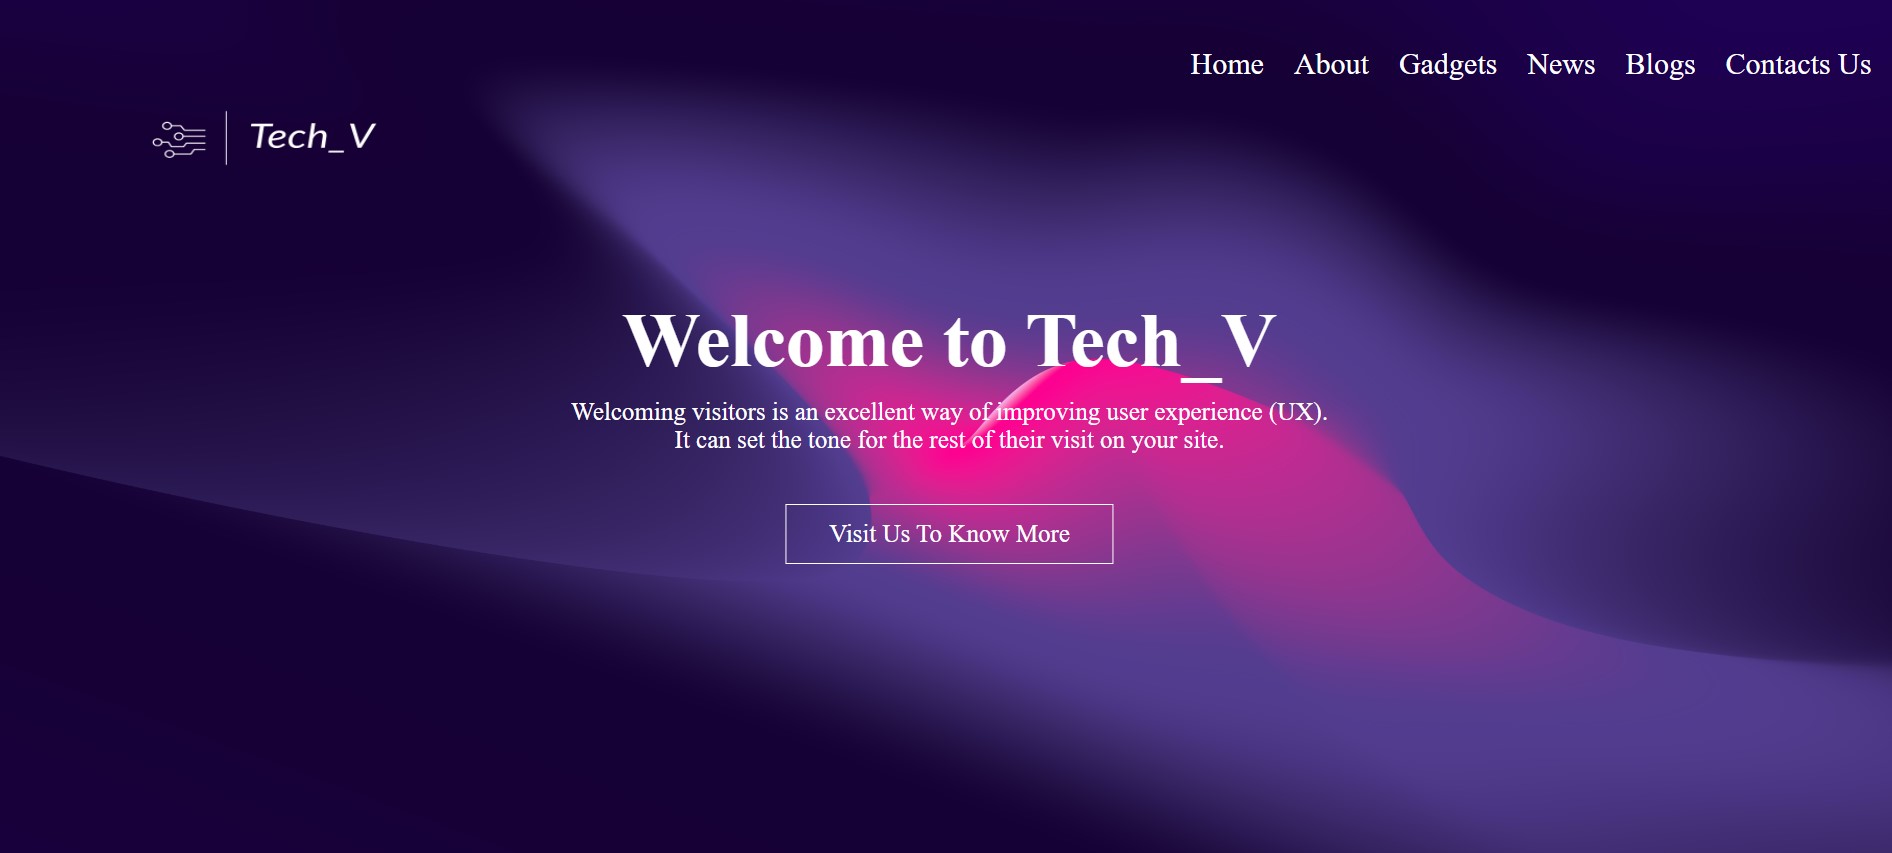 Home About Gadgets News Blogs Contacts Us
Tech_V
Welcome to Tech_V
Welcoming visitors is an excellent way of improving user experience (UX).
It can set the tone for the rest of their visit on your site.
Visit Us To Know More